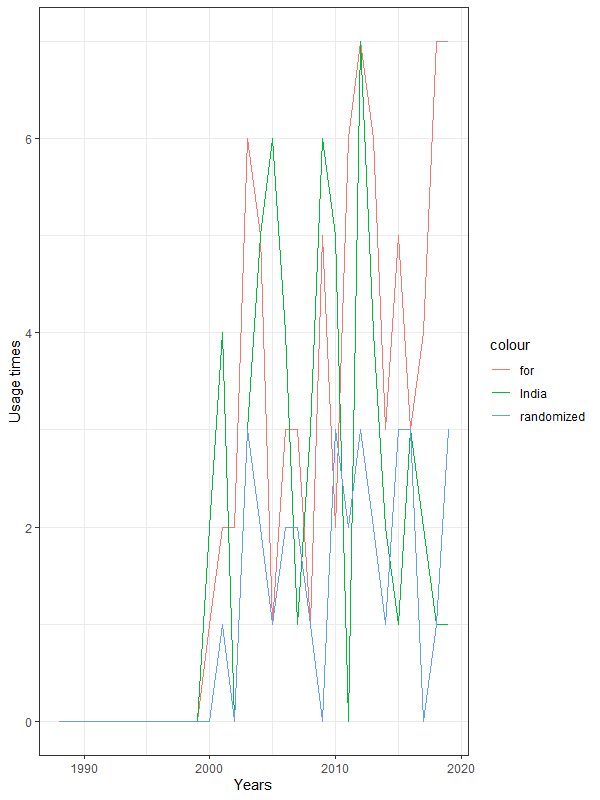 6
4
2
0
Usage times
1990
2000
2010
2020
Years
colour
for
India
randomized